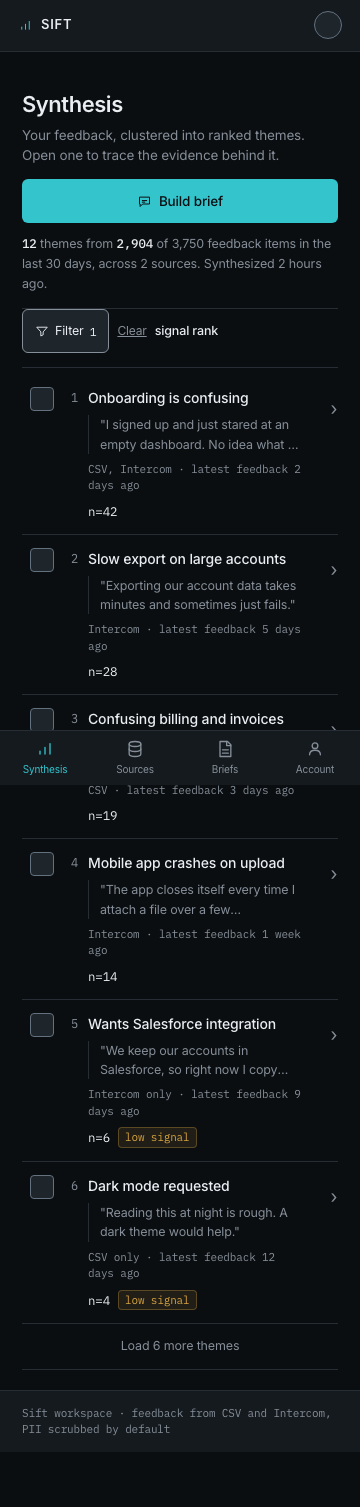 SIFT
Synthesis
Your feedback, clustered into ranked themes.
Open one to trace the evidence behind it.
Build brief
12 themes from 2,904 of 3,750 feedback items in the
last 30 days, across 2 sources. Synthesized 2 hours
ago.
Filter 1 Clear signal rank
1 Onboarding is confusing
"I signed up and just stared at an
empty dashboard. No idea what ...
CSV, Intercom · latest feedback 2
days ago
n=42
2 Slow export on large accounts
"Exporting our account data takes
minutes and sometimes just fails."
Intercom · latest feedback 5 days
ago
n=28
3 Confusing billing and invoices
Synthesis Sources Briefs Account
CSV · latest feedback 3 days ago
n=19
4 Mobile app crashes on upload
"The app closes itself every time I
attach a file over a few...
Intercom · latest feedback 1 week
ago
n=14
5 Wants Salesforce integration
"We keep our accounts in
Salesforce, so right now I copy...
Intercom only · latest feedback 9
days ago
n=6 low signal
6 Dark mode requested
"Reading this at night is rough. A
dark theme would help."
CSV only · latest feedback 12
days ago
n=4 low signal
Load 6 more themes
Sift workspace · feedback from CSV and Intercom,
PII scrubbed by default